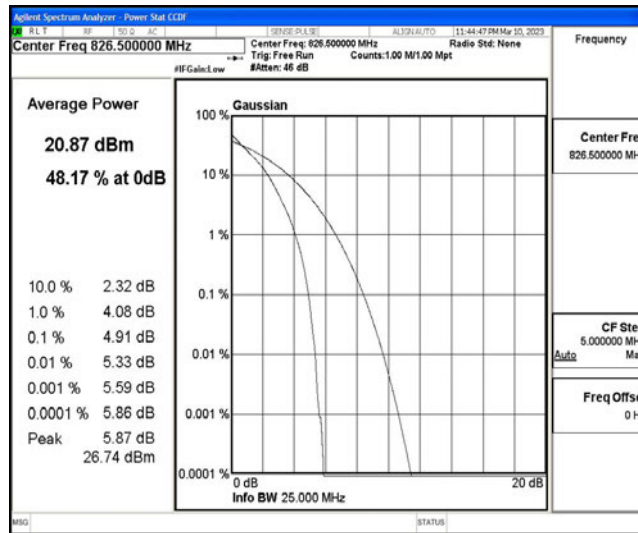 Agilent Spectrum Analyzer - Power Stat CCDF
RL T RF 50 Ω AC SENSE:PULSE ALIGN AUTO 11:44:47 PM Mar 10, 2023
Center Freq 826.500000 MHz
Center Freq: 826.500000 MHz Radio Std: None
Trig: Free Run Counts:1.00 M/1.00 Mpt
#IFGain:Low #Atten: 46 dB
Frequency
Average Power
20.87 dBm
48.17 % at 0dB
10.0 % 2.32 dB
1.0 % 4.08 dB
0.1 % 4.91 dB
0.01 % 5.33 dB
0.001 % 5.59 dB
0.0001 % 5.86 dB
Peak 5.87 dB
26.74 dBm
Gaussian
100 %
10 %
1 %
0.1 %
0.01 %
0.001 %
0.0001 %
0 dB 20 dB
Info BW 25.000 MHz
Center Fre
826.500000 MH
CF Ste
5.000000 MH
Auto Ma
Freq Offse
0 H
MSG STATUS